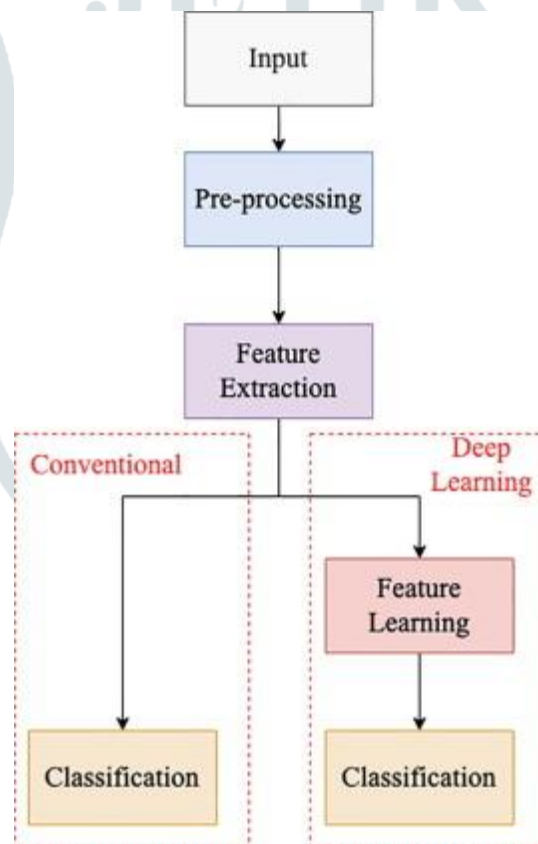 Input
Pre-processing
Feature
Extraction
Conventional
Deep
Learning
Feature
Learning
Classification
Classification